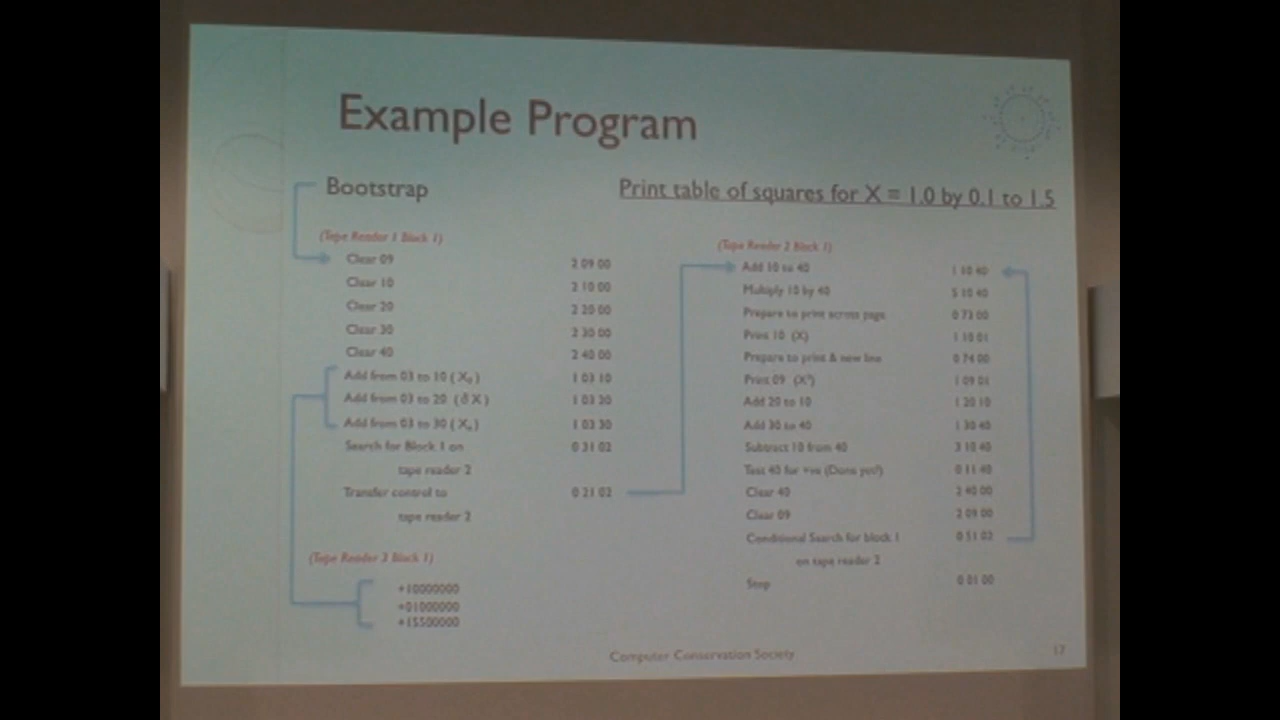 Example Program
Bootstrap
(Tape Reader 1 Block 1)
Clear 09 2 09 00
Clear 10 2 10 00
Clear 20 2 20 00
Clear 30 2 30 00
Clear 40 2 40 00
Add from 03 to 10 (X₀) 1 03 10
Add from 03 to 20 (δX) 1 03 20
Add from 03 to 30 (Xₙ) 1 03 30
Search for Block 1 on 0 31 02
tape reader 2
Transfer control to 0 21 02
tape reader 2
(Tape Reader 3 Block 1)
+10000000
+01000000
+15500000
Print table of squares for X = 1.0 by 0.1 to 1.5
(Tape Reader 2 Block 1)
Add 10 to 40 1 10 40
Multiply 10 by 40 5 10 40
Prepare to print across page 0 73 00
Print 10 (X) 1 10 01
Prepare to print & new line 0 74 00
Print 09 (X²) 1 09 01
Add 20 to 10 1 20 10
Add 30 to 40 1 30 40
Subtract 10 from 40 3 10 40
Test 40 for +ve (Done yet?) 0 11 40
Clear 40 2 40 00
Clear 09 2 09 00
Conditional Search for block 1 0 51 02
on tape reader 2
Stop 0 01 00
Computer Conservation Society
17